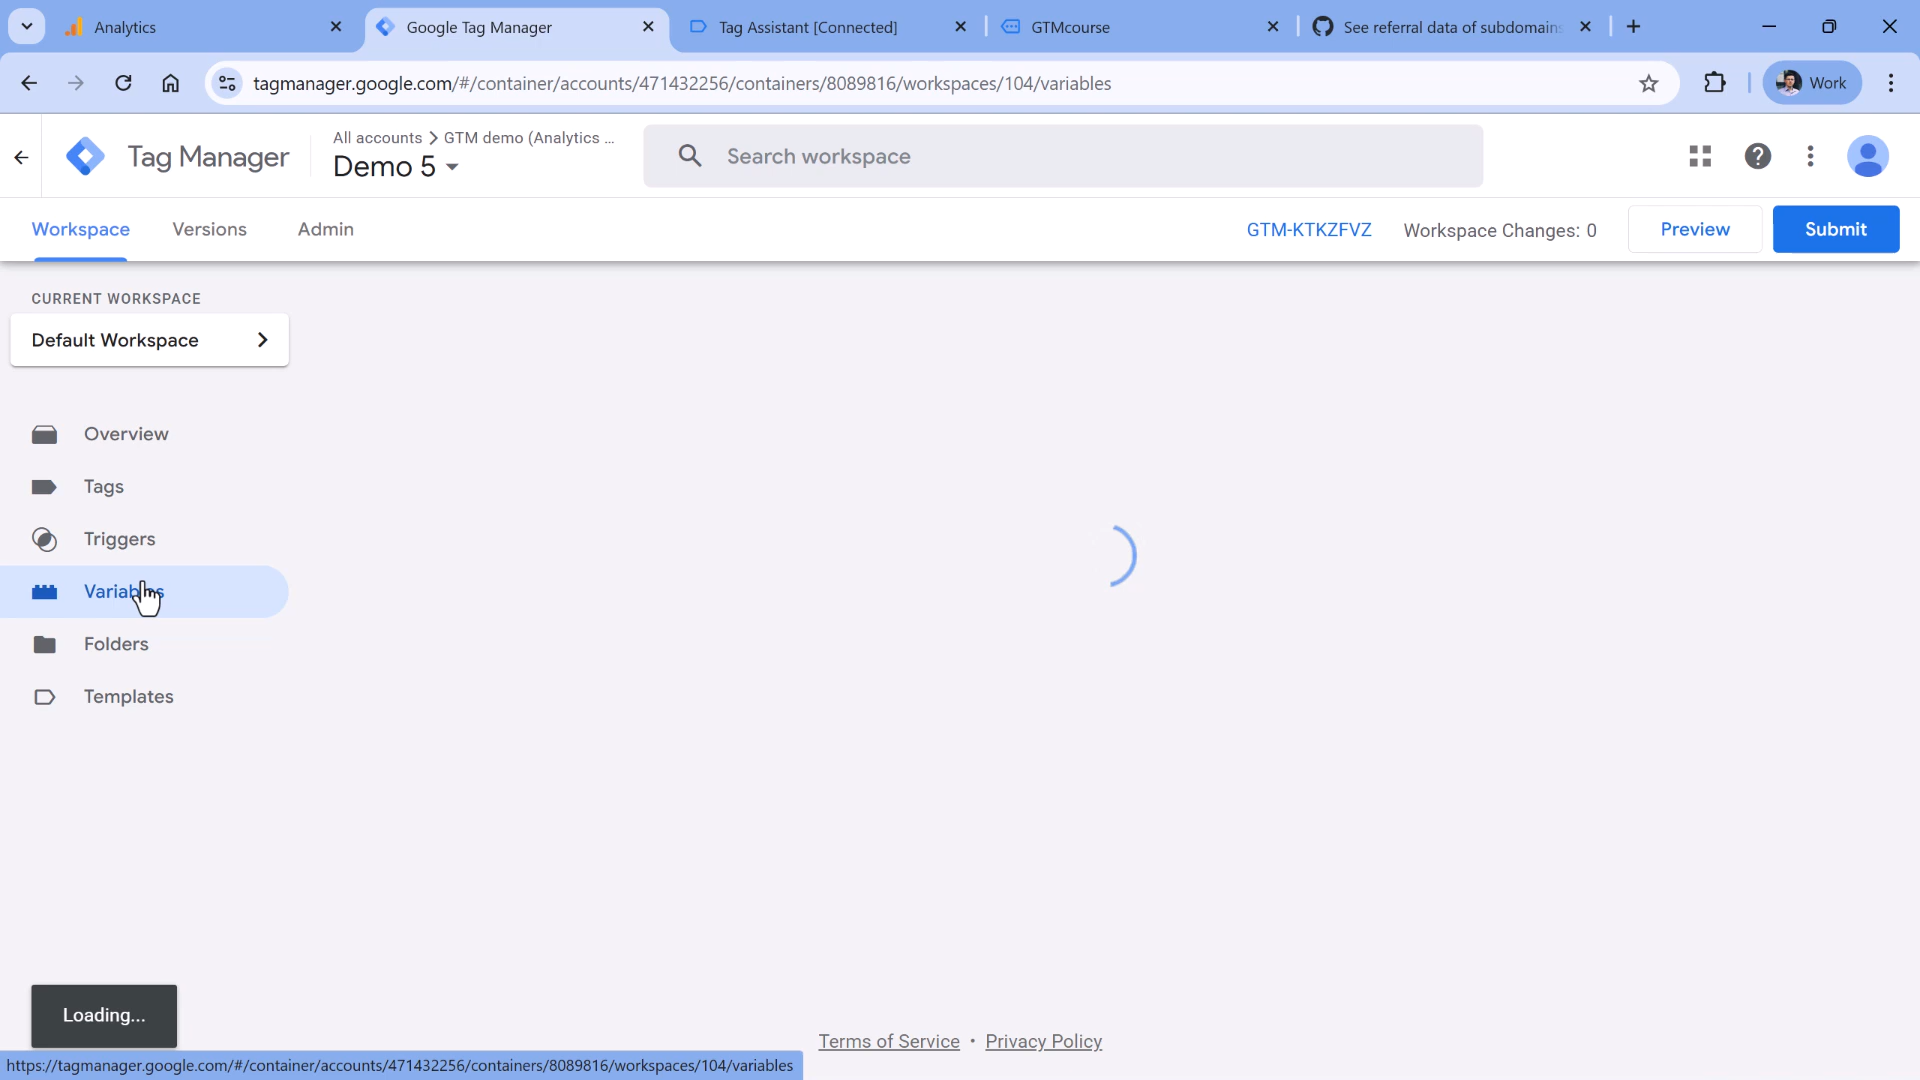 Analytics
Google Tag Manager
Tag Assistant [Connected]
GTMcourse
See referral data of subdomains
tagmanager.google.com/#/container/accounts/471432256/containers/8089816/workspaces/104/variables
Work
Tag Manager
All accounts > GTM demo (Analytics ...
Demo 5
Search workspace
Workspace
Versions
Admin
GTM-KTKZFVZ
Workspace Changes: 0
Preview
Submit
CURRENT WORKSPACE
Default Workspace
Overview
Tags
Triggers
Variables
Folders
Templates
Loading...
Terms of Service • Privacy Policy
https://tagmanager.google.com/#/container/accounts/471432256/containers/8089816/workspaces/104/variables